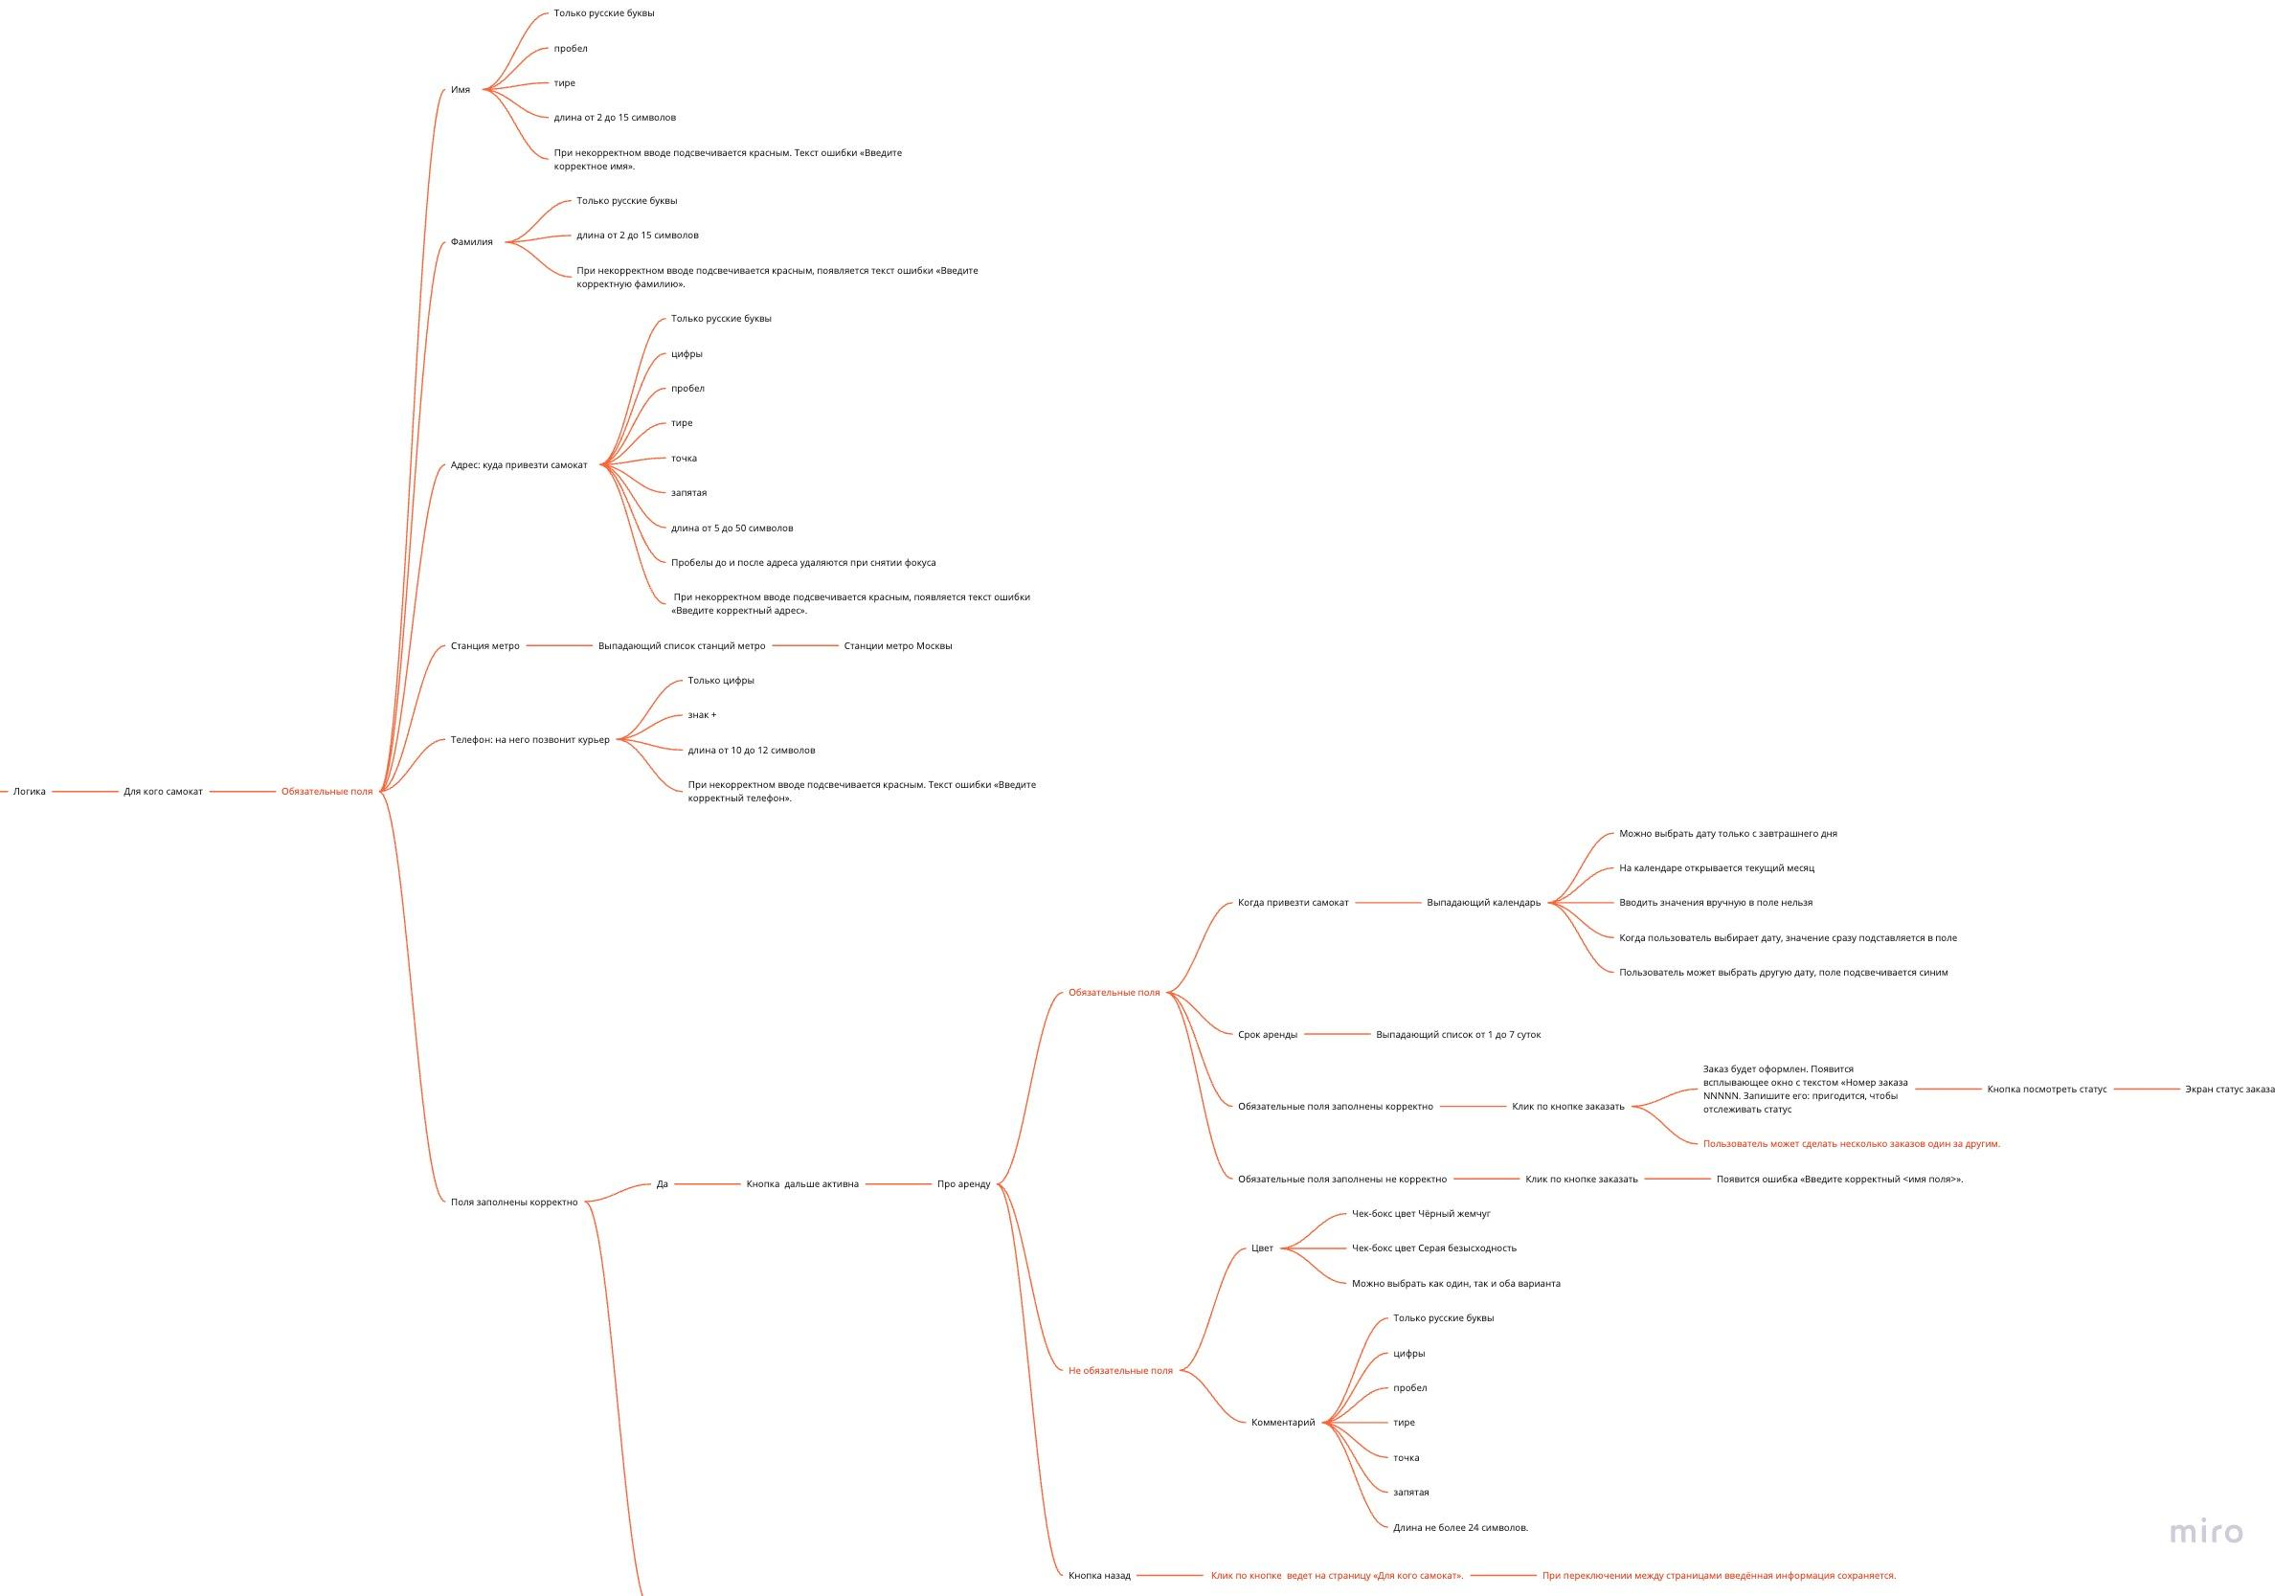 Только русские буквы
пробел
тире
Имя
длина от 2 до 15 символов
При некорректном вводе подсвечивается красным. Текст ошибки «Введите
корректное имя».
Только русские буквы
Фамилия
длина от 2 до 15 символов
При некорректном вводе подсвечивается красным, появляется текст ошибки «Введите
корректную фамилию».
Только русские буквы
цифры
пробел
тире
Адрес: куда привезти самокат
точка
запятая
длина от 5 до 50 символов
Пробелы до и после адреса удаляются при снятии фокуса
При некорректном вводе подсвечивается красным, появляется текст ошибки
«Введите корректный адрес».
Станция метро
Выпадающий список станций метро
Станции метро Москвы
Только цифры
знак +
Телефон: на него позвонит курьер
длина от 10 до 12 символов
При некорректном вводе подсвечивается красным. Текст ошибки «Введите
корректный телефон».
Логика
Для кого самокат
Обязательные поля
Можно выбрать дату только с завтрашнего дня
На календаре открывается текущий месяц
Когда привезти самокат
Выпадающий календарь
Вводить значения вручную в поле нельзя
Когда пользователь выбирает дату, значение сразу подставляется в поле
Пользователь может выбрать другую дату, поле подсвечивается синим
Обязательные поля
Срок аренды
Выпадающий список от 1 до 7 суток
Обязательные поля заполнены корректно
Клик по кнопке заказать
Заказ будет оформлен. Появится
всплывающее окно с текстом «Номер заказа
NNNNN. Запишите его: пригодится, чтобы
отслеживать статус
Кнопка посмотреть статус
Экран статус заказа
Пользователь может сделать несколько заказов один за другим.
Обязательные поля заполнены не корректно
Клик по кнопке заказать
Появится ошибка «Введите корректный <имя поля>».
Поля заполнены корректно
Да
Кнопка  дальше активна
Про аренду
Чек-бокс цвет Чёрный жемчуг
Цвет
Чек-бокс цвет Серая безысходность
Можно выбрать как один, так и оба варианта
Не обязательные поля
Только русские буквы
цифры
пробел
Комментарий
тире
точка
запятая
Длина не более 24 символов.
Кнопка назад
Клик по кнопке  ведет на страницу «Для кого самокат».
При переключении между страницами введённая информация сохраняется.
miro